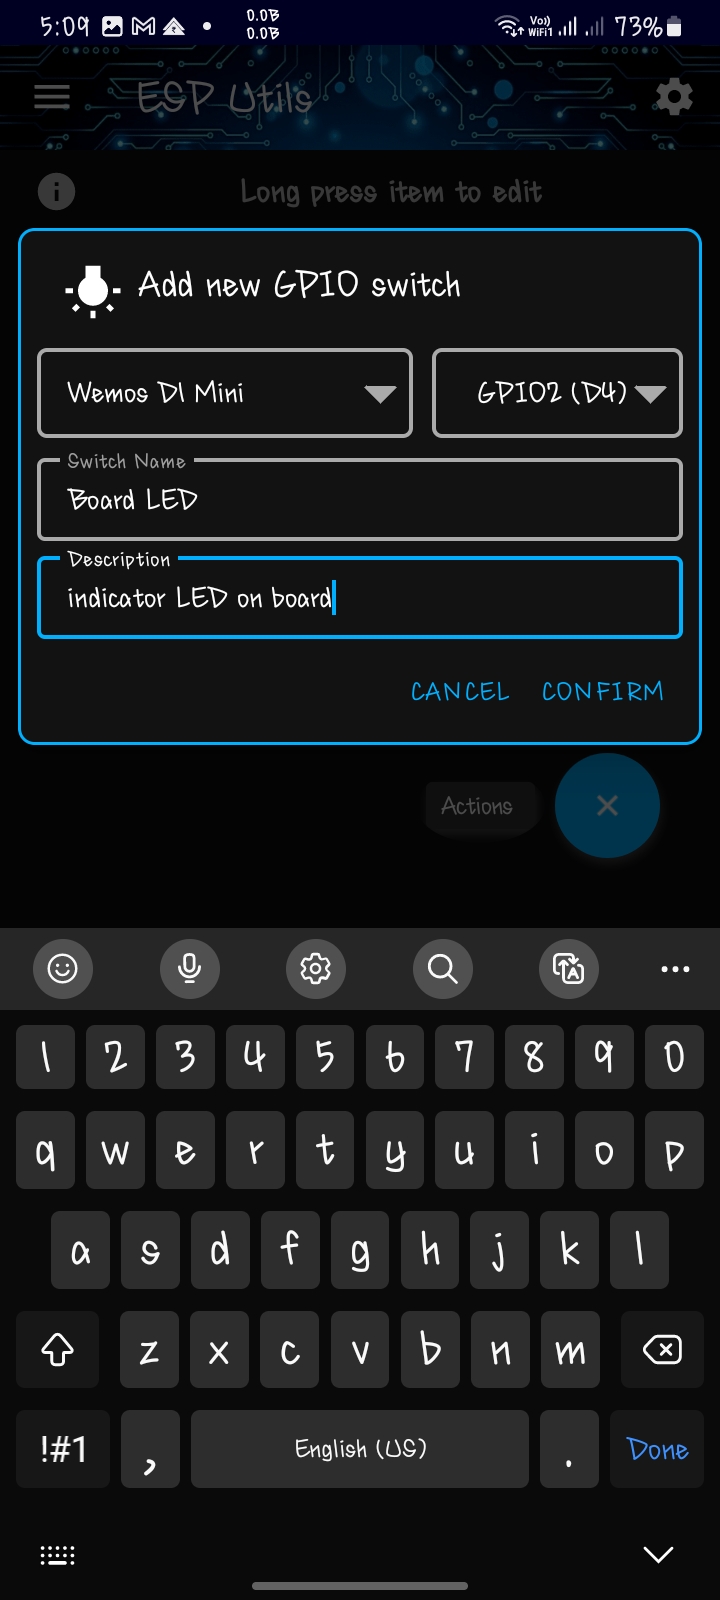 5:09 0.0B 0.0B Vo)) WiFi1 73%
ESP Utils
Long press item to edit
Add new GPIO switch
Wemos D1 Mini GPIO2 (D4)
Switch Name
Board LED
Description
indicator LED on board
CANCEL CONFIRM
Actions
1 2 3 4 5 6 7 8 9 0
q w e r t y u i o p
a s d f g h j k l
z x c v b n m
!#1 , English (US) . Done